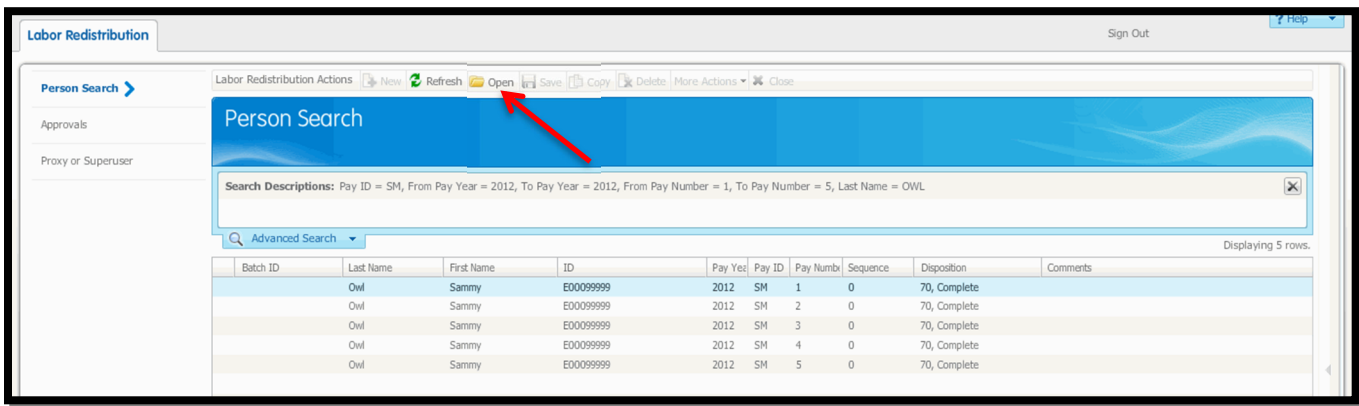 ? Help
Labor Redistribution
Sign Out
Person Search
Labor Redistribution Actions New Refresh Open Save Copy Delete More Actions Close
Approvals
Person Search
Proxy or Superuser
Search Descriptions: Pay ID = SM, From Pay Year = 2012, To Pay Year = 2012, From Pay Number = 1, To Pay Number = 5, Last Name = OWL
Advanced Search
Displaying 5 rows.
Batch ID Last Name First Name ID Pay Yea Pay ID Pay Numbe Sequence Disposition Comments
Owl Sammy E00099999 2012 SM 1 0 70, Complete
Owl Sammy E00099999 2012 SM 2 0 70, Complete
Owl Sammy E00099999 2012 SM 3 0 70, Complete
Owl Sammy E00099999 2012 SM 4 0 70, Complete
Owl Sammy E00099999 2012 SM 5 0 70, Complete